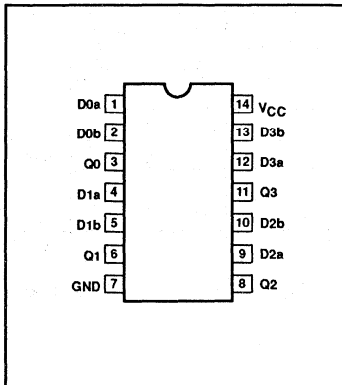 D0a 1 14 VCC
D0b 2 13 D3b
Q0 3 12 D3a
D1a 4 11 Q3
D1b 5 10 D2b
Q1 6 9 D2a
GND 7 8 Q2